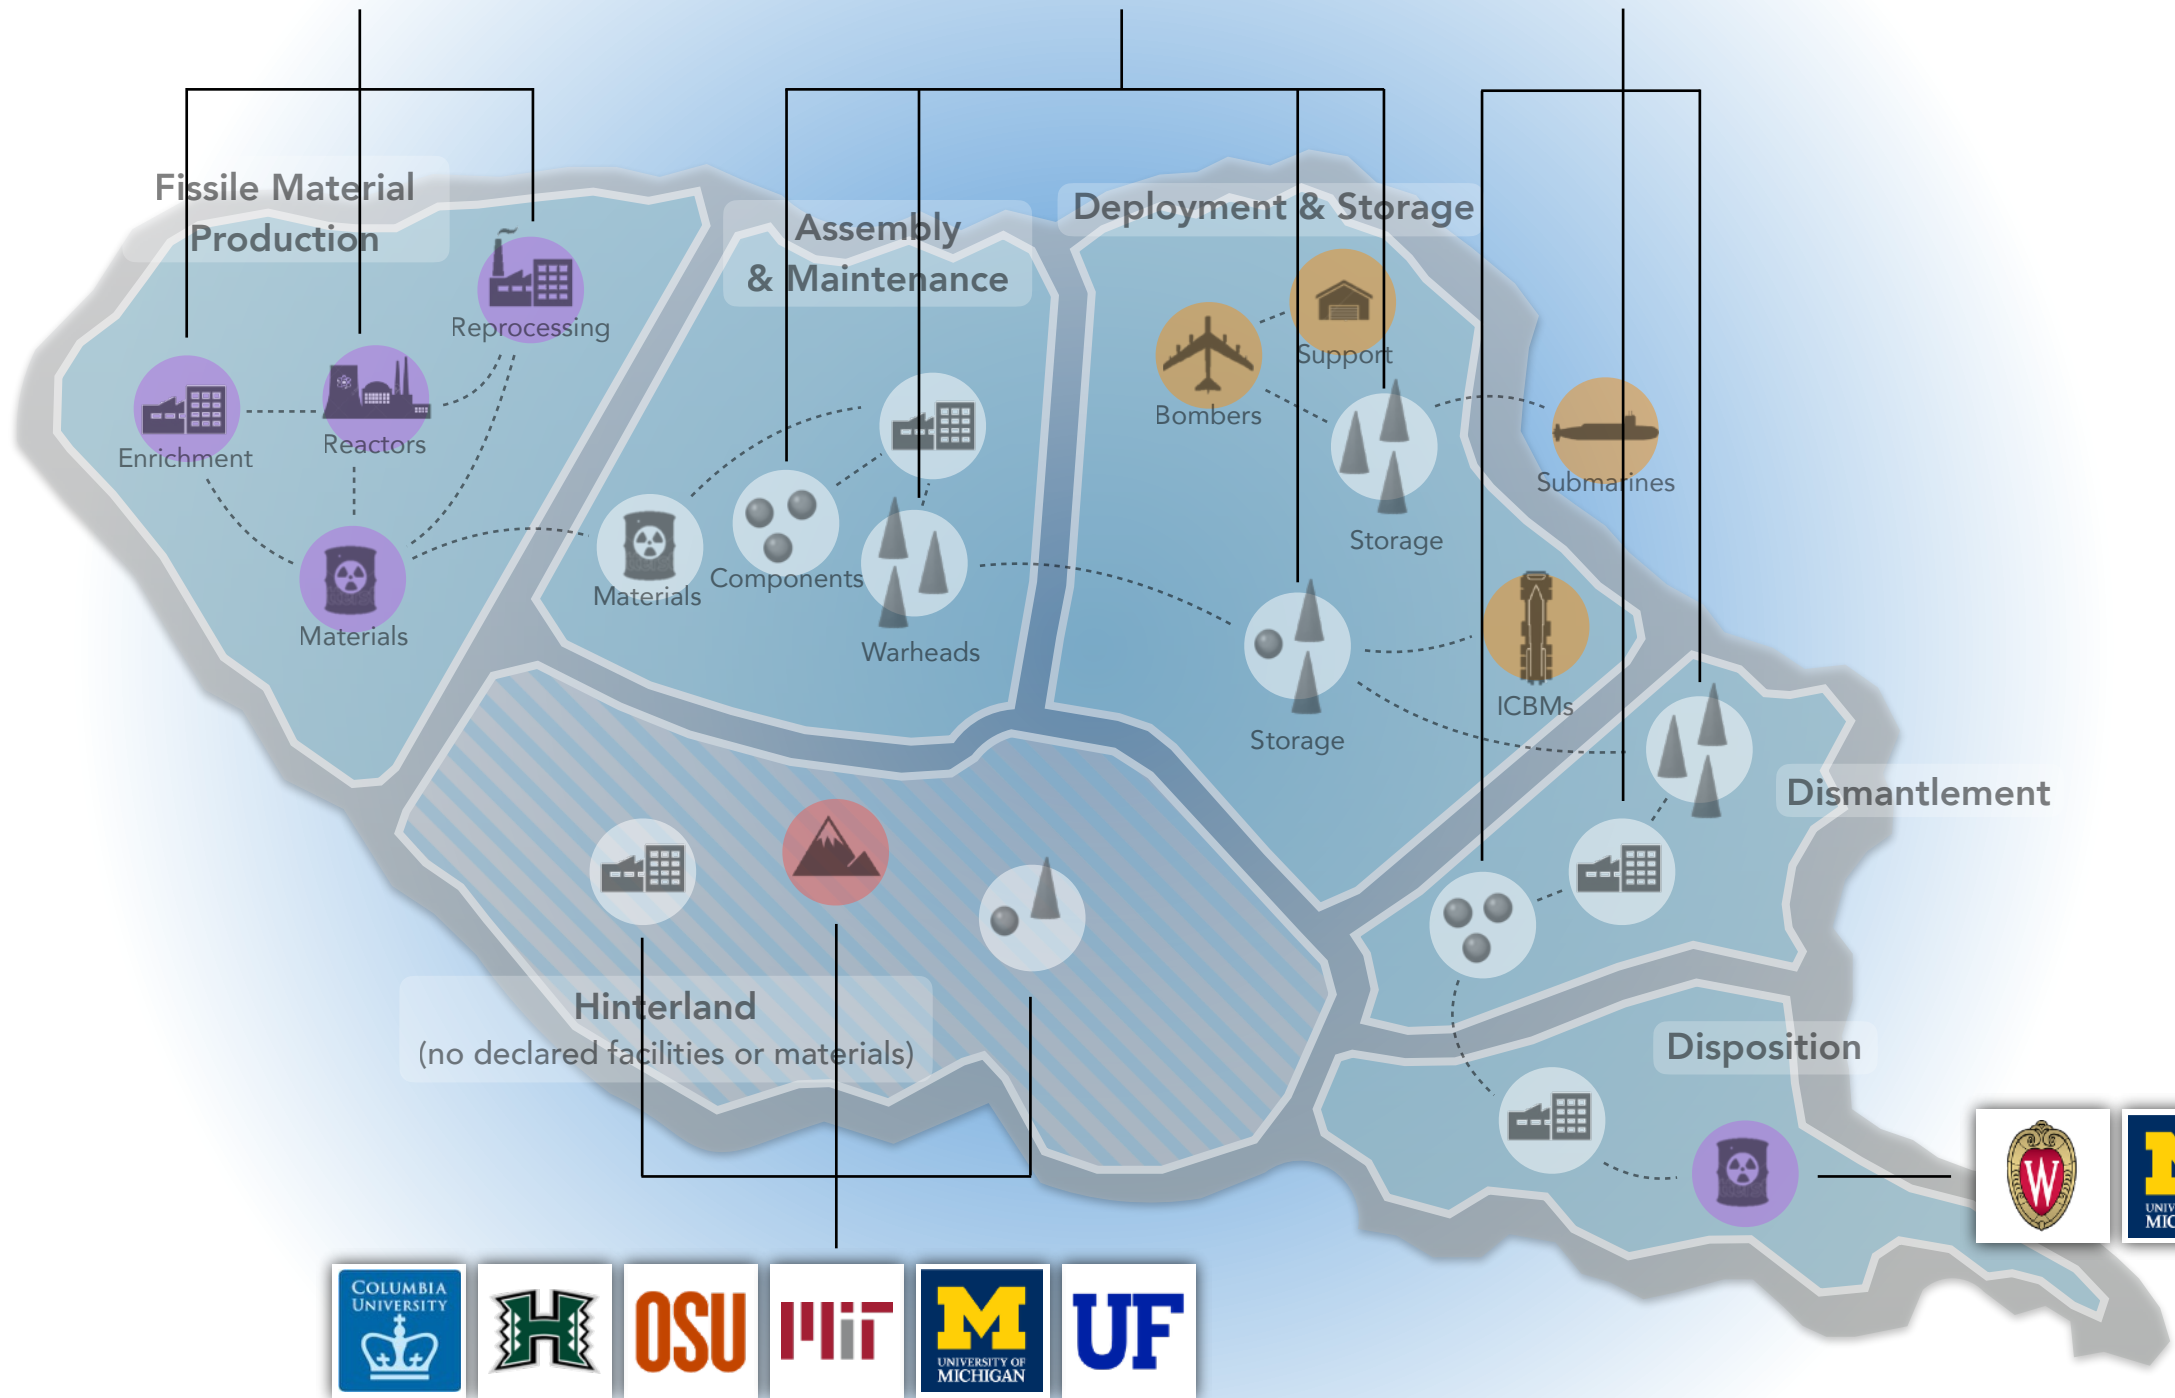 Fissile Material
Production
Assembly
& Maintenance
Deployment & Storage
Reprocessing
Enrichment
Reactors
Materials
Materials
Components
Warheads
Bombers
Support
Storage
Submarines
Storage
ICBMs
Dismantlement
Hinterland
(no declared facilities or materials)
Disposition
W
M
COLUMBIA
UNIVERSITY
H
OSU
MiT
M
UNIVERSITY OF
MICHIGAN
UF